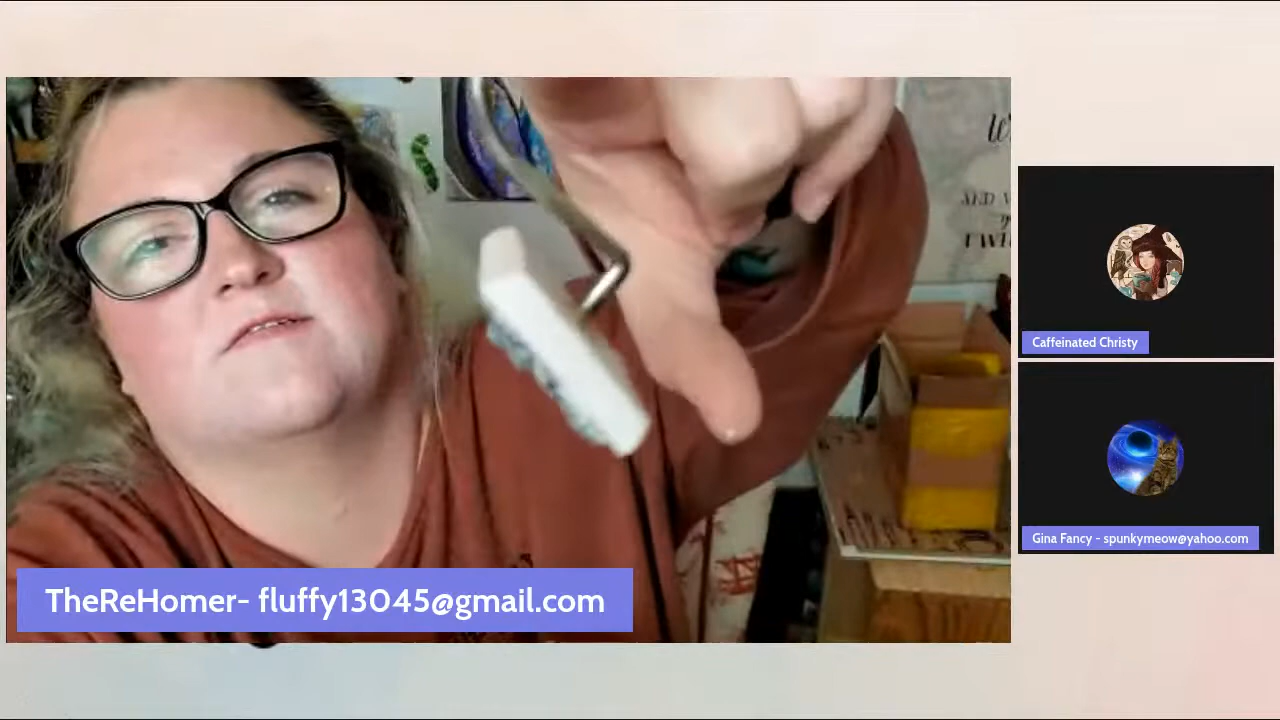 TheReHomer- fluffy13045@gmail.com
Caffeinated Christy
Gina Fancy - spunkymeow@yahoo.com